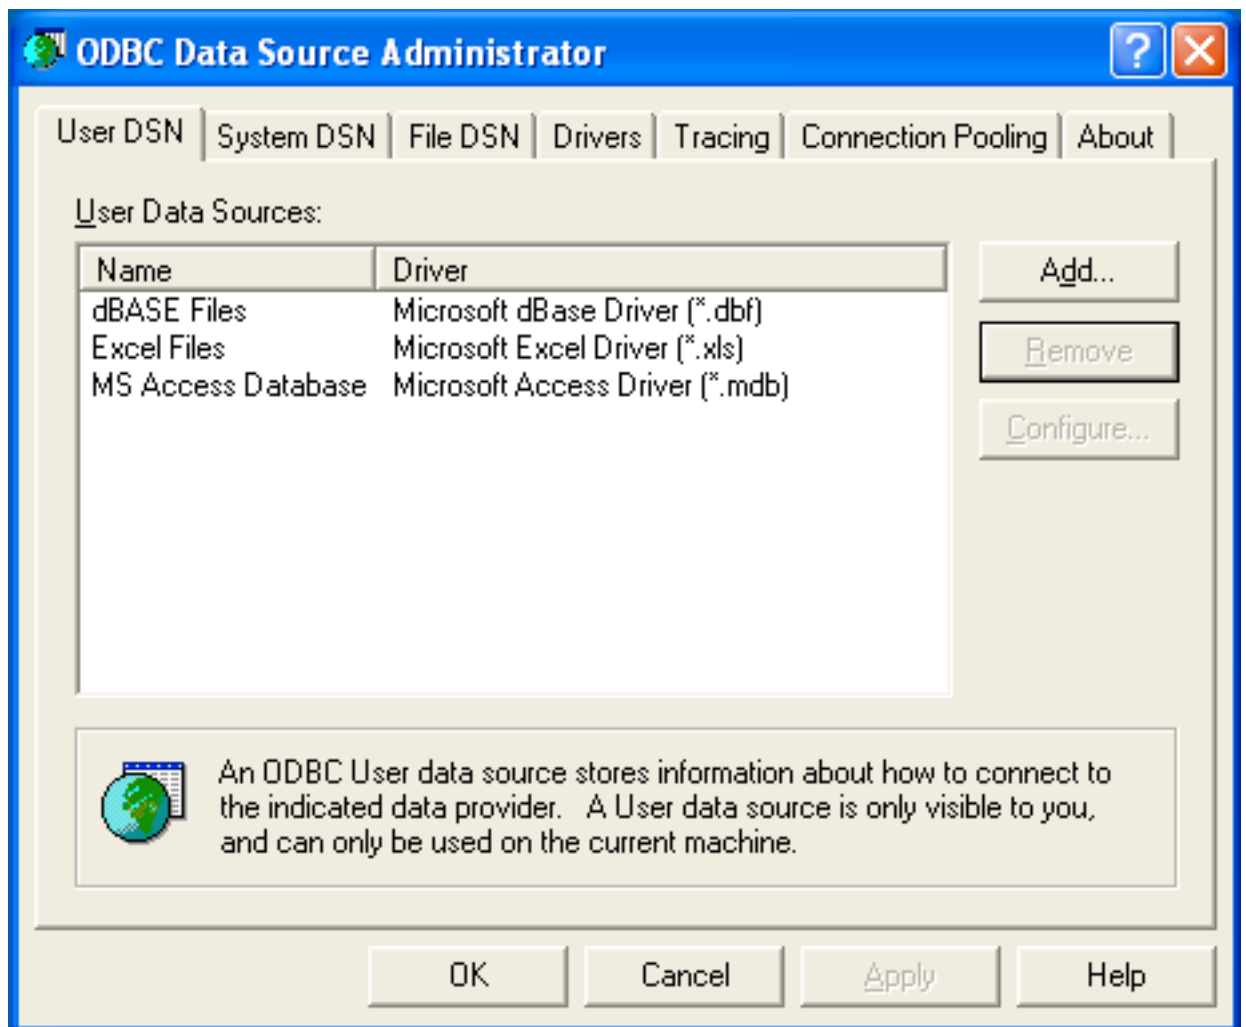 ODBC Data Source Administrator
User DSN System DSN File DSN Drivers Tracing Connection Pooling About
User Data Sources:
Name Driver Add...
dBASE Files Microsoft dBase Driver (*.dbf)
Excel Files Microsoft Excel Driver (*.xls) Remove
MS Access Database Microsoft Access Driver (*.mdb)
Configure...
An ODBC User data source stores information about how to connect to
the indicated data provider. A User data source is only visible to you,
and can only be used on the current machine.
OK Cancel Apply Help